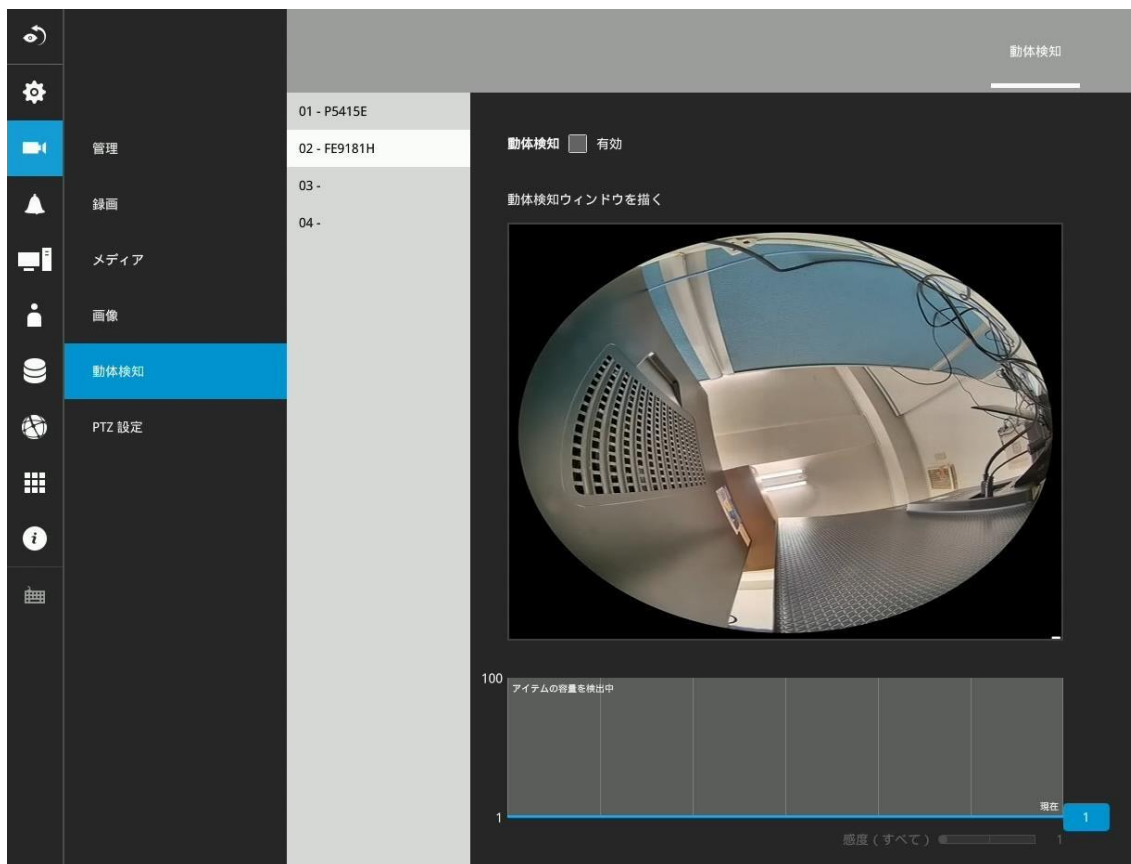 動体検知
01 - P5415E
02 - FE9181H
03 -
04 -
管理
録画
メディア
画像
動体検知
PTZ 設定
動体検知 有効
動体検知ウィンドウを描く
100
アイテムの容量を検出中
現在
1
1
感度 ( すべて ) 1